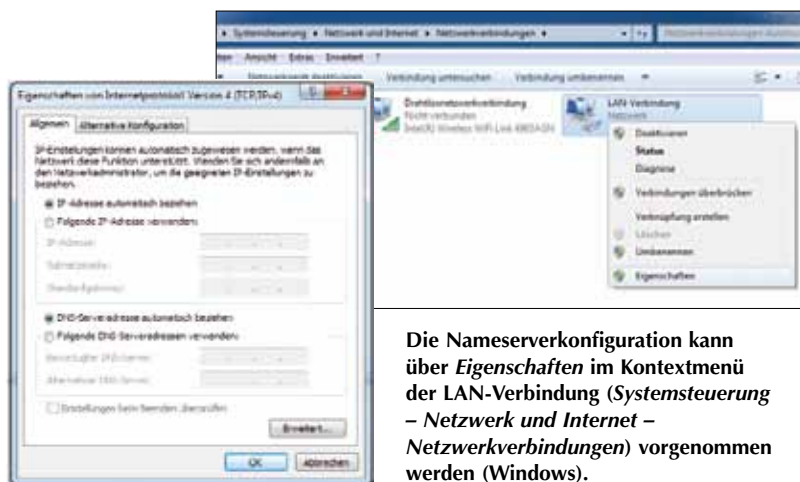 ▸ Systemsteuerung ▸ Netzwerk und Internet ▸ Netzwerkverbindungen ▸
Ansicht Extras Erweitert ?
Netzwerkgerät deaktivieren Verbindung untersuchen Verbindung umbenennen
Drahtlosnetzwerkverbindung
Nicht verbunden
Intel(R) Wireless WiFi Link
LAN-Verbindung
Netzwerk
Deaktivieren
Status
Diagnose
Verbindungen überbrücken
Verknüpfung erstellen
Löschen
Umbenennen
Eigenschaften
Eigenschaften von Internetprotokoll Version 4 (TCP/IPv4)
Allgemein Alternative Konfiguration
IP-Einstellungen können automatisch zugewiesen werden, wenn das
Netzwerk diese Funktion unterstützt. Wenden Sie sich andernfalls an
den Netzwerkadministrator, um die geeigneten IP-Einstellungen zu
beziehen.
IP-Adresse automatisch beziehen
Folgende IP-Adresse verwenden:
IP-Adresse:
Subnetzmaske:
Standardgateway:
DNS-Serveradresse automatisch beziehen
Folgende DNS-Serveradressen verwenden:
Bevorzugter DNS-Server:
Alternativer DNS-Server:
Einstellungen beim Beenden überprüfen
Erweitert...
OK Abbrechen
Die Nameserverkonfiguration kann
über Eigenschaften im Kontextmenü
der LAN-Verbindung (Systemsteuerung
– Netzwerk und Internet –
Netzwerkverbindungen) vorgenommen
werden (Windows).